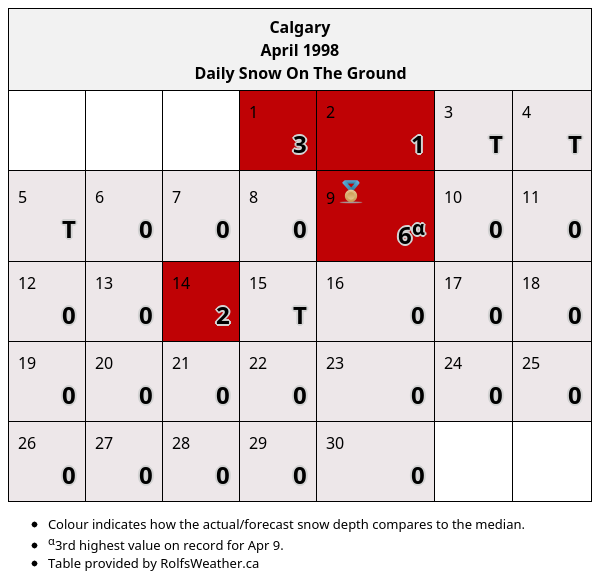 Calgary
April 1998
Daily Snow On The Ground
1 2 3 4
3 1 T T
5 6 7 8 9 10 11
T 0 0 0 6α 0 0
12 13 14 15 16 17 18
0 0 2 T 0 0 0
19 20 21 22 23 24 25
0 0 0 0 0 0 0
26 27 28 29 30
0 0 0 0 0
Colour indicates how the actual/forecast snow depth compares to the median.
α3rd highest value on record for Apr 9.
Table provided by RolfsWeather.ca